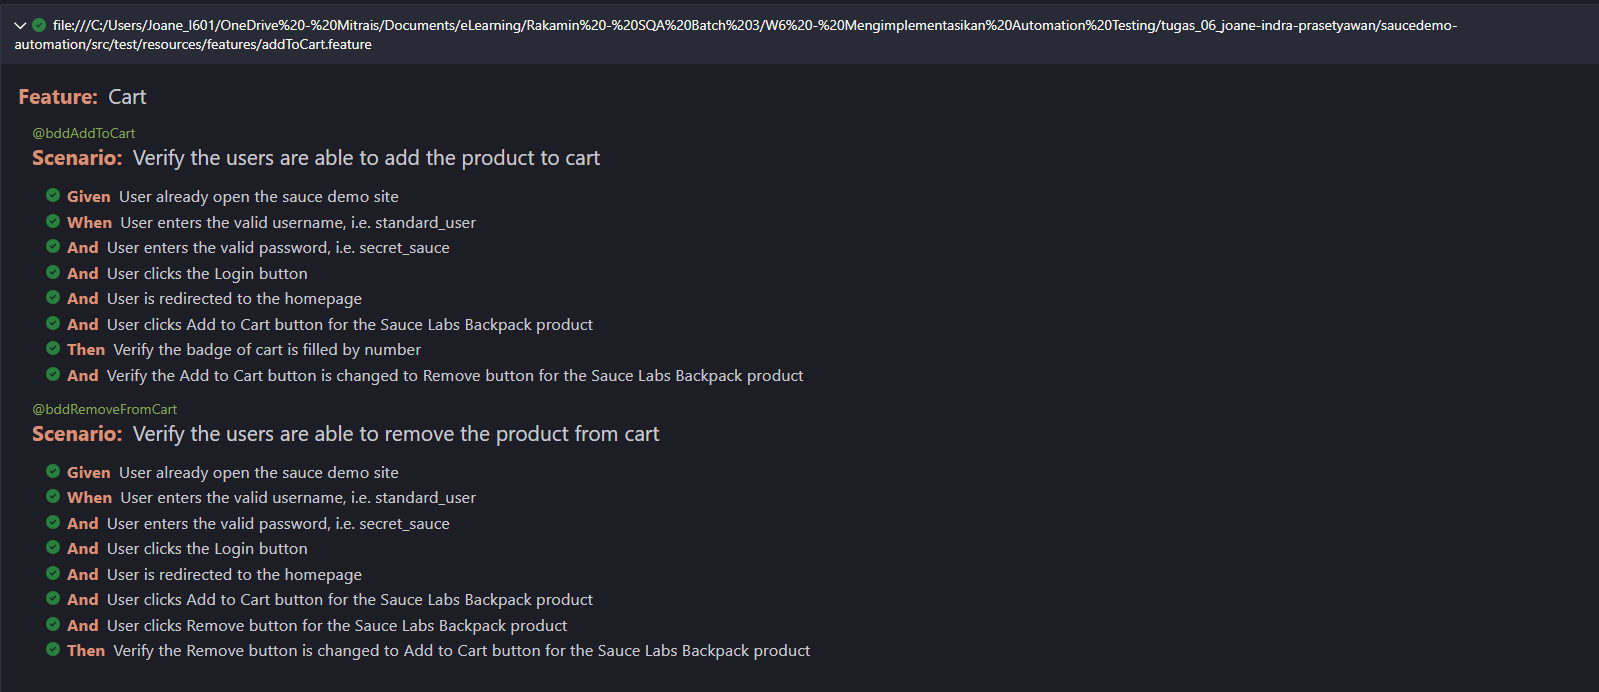 file:///C:/Users/Joane_I601/OneDrive%20-%20Mitrais/Documents/eLearning/Rakamin%20-%20SQA%20Batch%203/W6%20-%20Mengimplementasikan%20Automation%20Testing/tugas_06_joane-indra-prasetyawan/saucedemo-
automation/src/test/resources/features/addToCart.feature
Feature: Cart
@bddAddToCart
Scenario: Verify the users are able to add the product to cart
Given User already open the sauce demo site
When User enters the valid username, i.e. standard_user
And User enters the valid password, i.e. secret_sauce
And User clicks the Login button
And User is redirected to the homepage
And User clicks Add to Cart button for the Sauce Labs Backpack product
Then Verify the badge of cart is filled by number
And Verify the Add to Cart button is changed to Remove button for the Sauce Labs Backpack product
@bddRemoveFromCart
Scenario: Verify the users are able to remove the product from cart
Given User already open the sauce demo site
When User enters the valid username, i.e. standard_user
And User enters the valid password, i.e. secret_sauce
And User clicks the Login button
And User is redirected to the homepage
And User clicks Add to Cart button for the Sauce Labs Backpack product
And User clicks Remove button for the Sauce Labs Backpack product
Then Verify the Remove button is changed to Add to Cart button for the Sauce Labs Backpack product